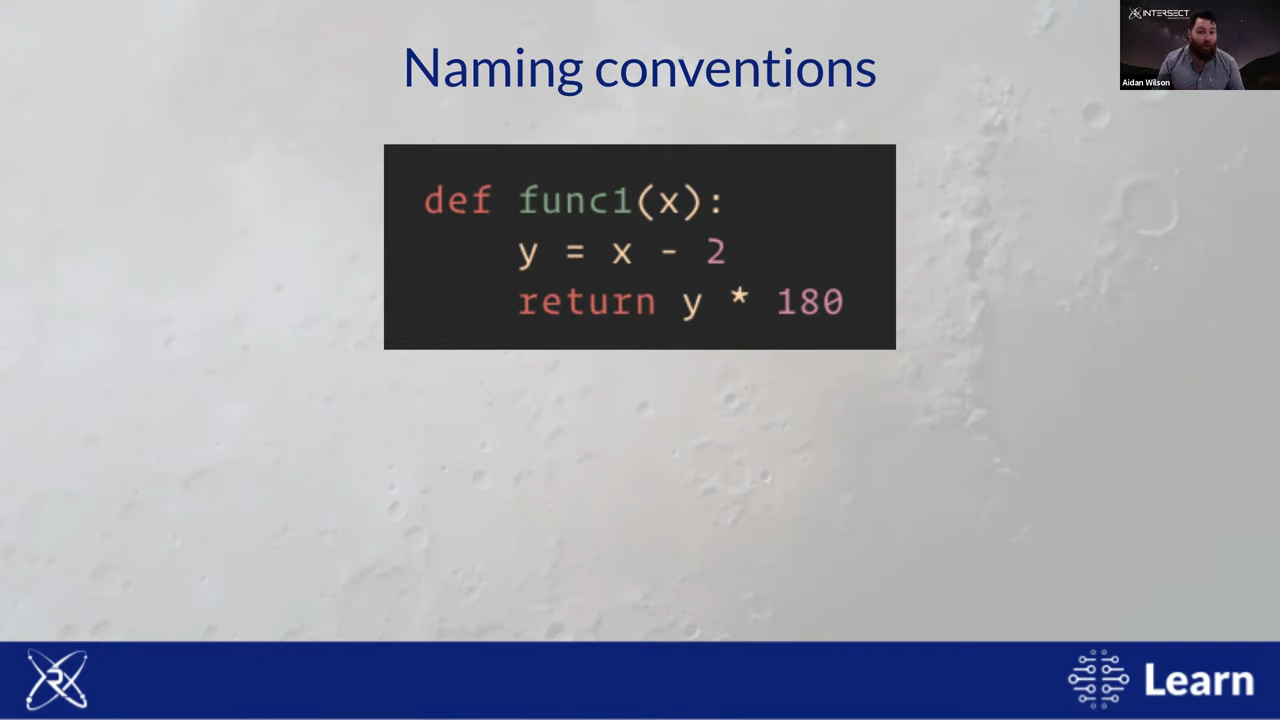 INTERSECT
Naming conventions
Aidan Wilson
def func1(x):
    y = x - 2
    return y * 180
Learn